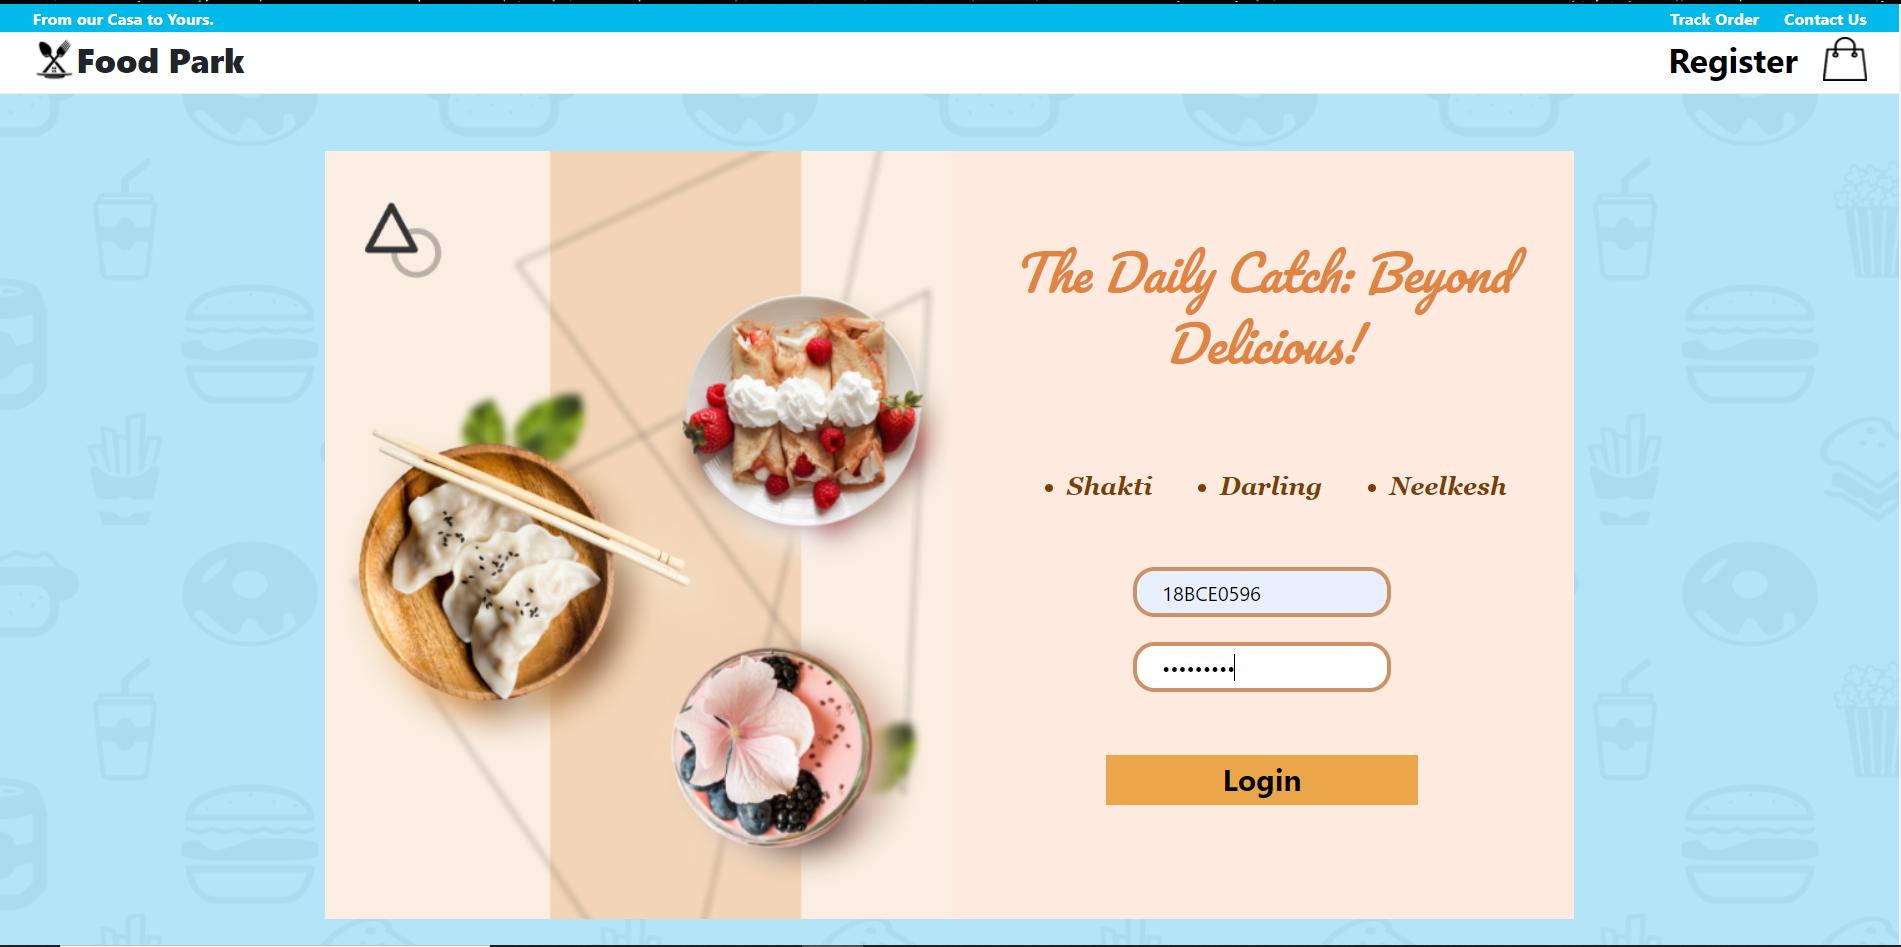 From our Casa to Yours.
Track Order
Contact Us
Food Park
Register
The Daily Catch: Beyond
Delicious!
• Shakti • Darling • Neelkesh
18BCE0596
•••••••••
Login